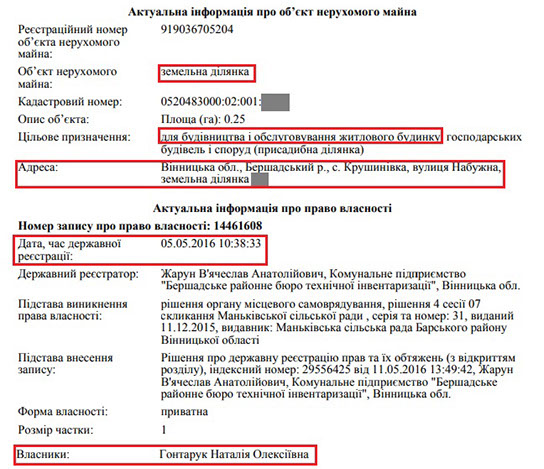 Актуальна інформація про об'єкт нерухомого майна
Реєстраційний номер 919036705204
об'єкта нерухомого
майна:
Об'єкт нерухомого земельна ділянка
майна:
Кадастровий номер: 0520483000:02:001:
Опис об'єкта: Площа (га): 0.25
Цільове призначення: для будівництва і обслуговування житлового будинку господарських
будівель і споруд (присадибна ділянка)
Адреса: Вінницька обл., Бершадський р., с. Крушинівка, вулиця Набужна,
земельна ділянка
Актуальна інформація про право власності
Номер запису про право власності: 14461608
Дата, час державної 05.05.2016 10:38:33
реєстрації:
Державний реєстратор: Жарун В'ячеслав Анатолійович, Комунальне підприємство
"Бершадське районне бюро технічної інвентаризації", Вінницька обл.
Підстава виникнення рішення органу місцевого самоврядування, рішення 4 сесії 07
права власності: скликання Маньківської сільської ради , серія та номер: 31, виданий
11.12.2015, видавник: Маньківська сільська рада Барського району
Вінницької області
Підстава внесення Рішення про державну реєстрацію прав та їх обтяжень (з відкриттям
запису: розділу), індексний номер: 29556425 від 11.05.2016 13:49:42, Жарун
В'ячеслав Анатолійович, Комунальне підприємство "Бершадське
районне бюро технічної інвентаризації", Вінницька обл.
Форма власності: приватна
Розмір частки: 1
Власники: Гонтарук Наталія Олексіївна